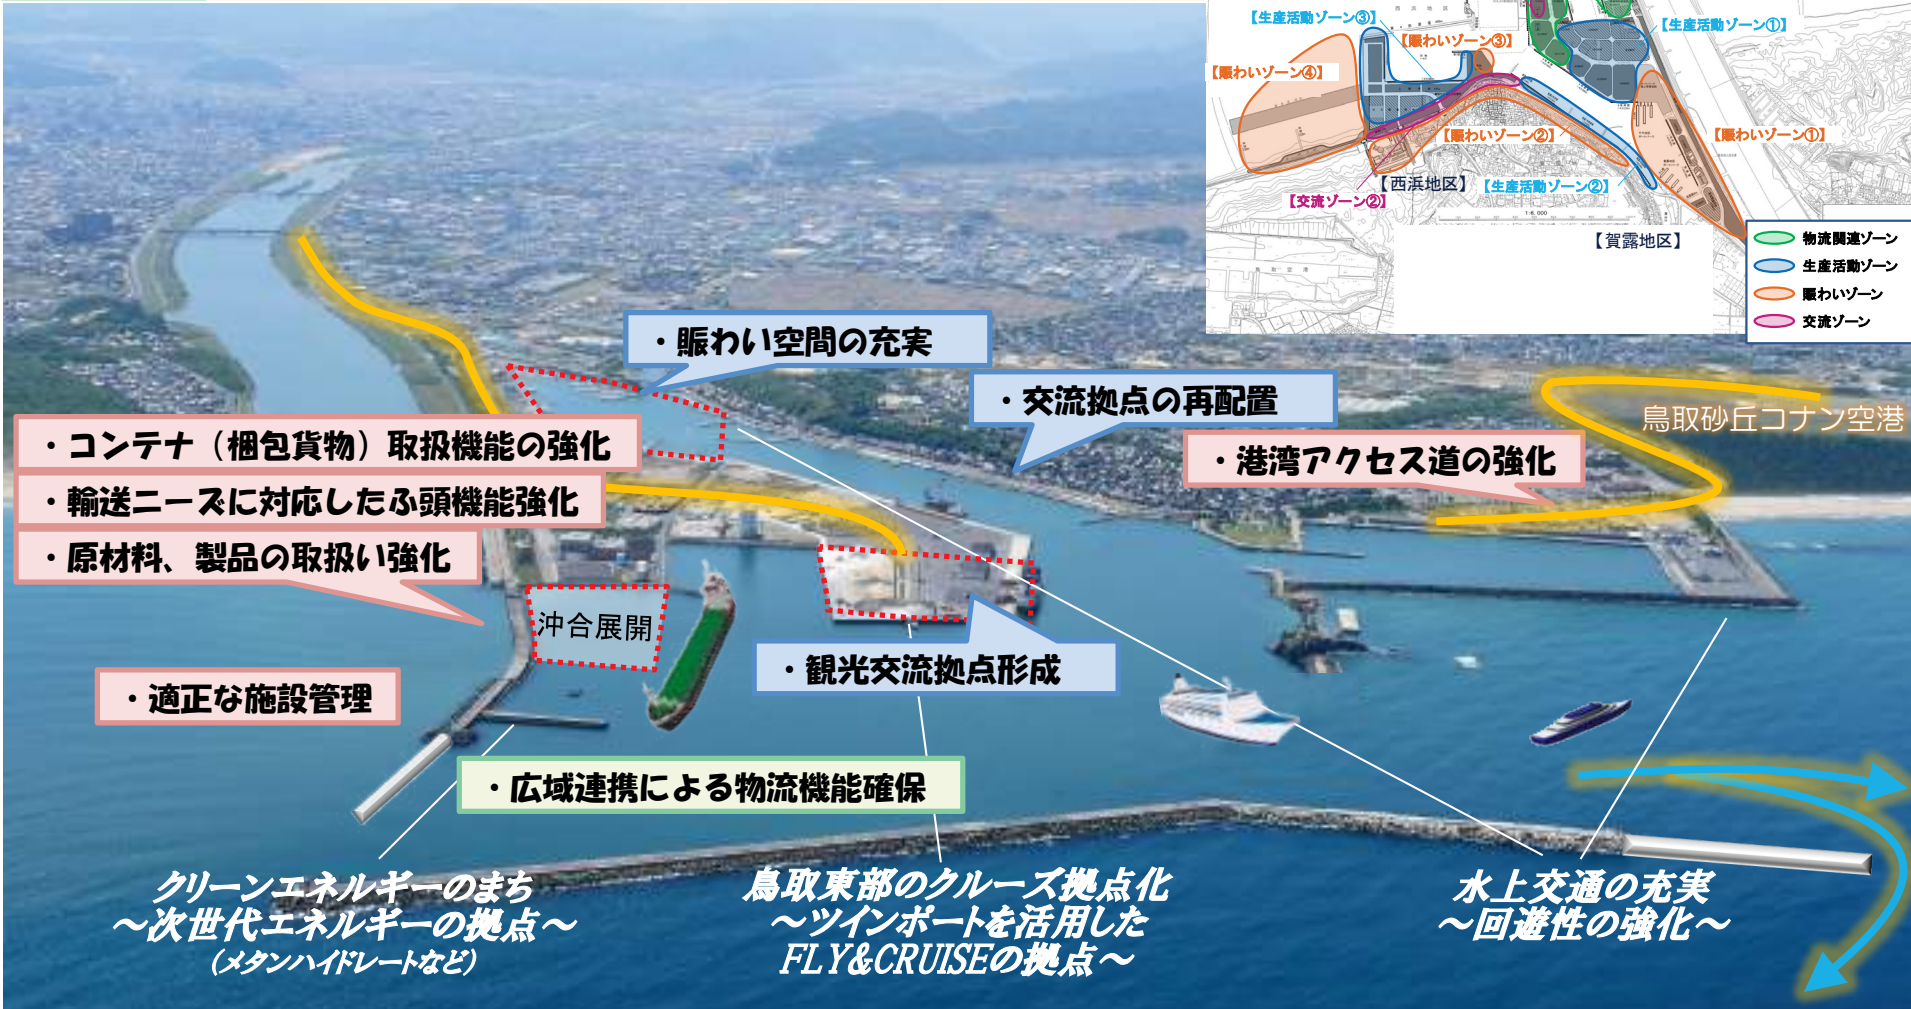 【生産活動ゾーン③】
西浜地区
【生産活動ゾーン①】
【賑わいゾーン③】
【賑わいゾーン④】
【賑わいゾーン②】
【賑わいゾーン①】
【西浜地区】
【生産活動ゾーン②】
【交流ゾーン②】
1:6,000
【賀露地区】
鳥取空港
物流関連ゾーン
生産活動ゾーン
賑わいゾーン
交流ゾーン
・賑わい空間の充実
・交流拠点の再配置
鳥取砂丘コナン空港
・コンテナ（梱包貨物）取扱機能の強化
・港湾アクセス道の強化
・輸送ニーズに対応したふ頭機能強化
・原材料、製品の取扱い強化
沖合展開
・観光交流拠点形成
・適正な施設管理
・広域連携による物流機能確保
クリーンエネルギーのまち
～次世代エネルギーの拠点～
(メタンハイドレートなど)
鳥取東部のクルーズ拠点化
～ツインポートを活用した
FLY&CRUISEの拠点～
水上交通の充実
～回遊性の強化～